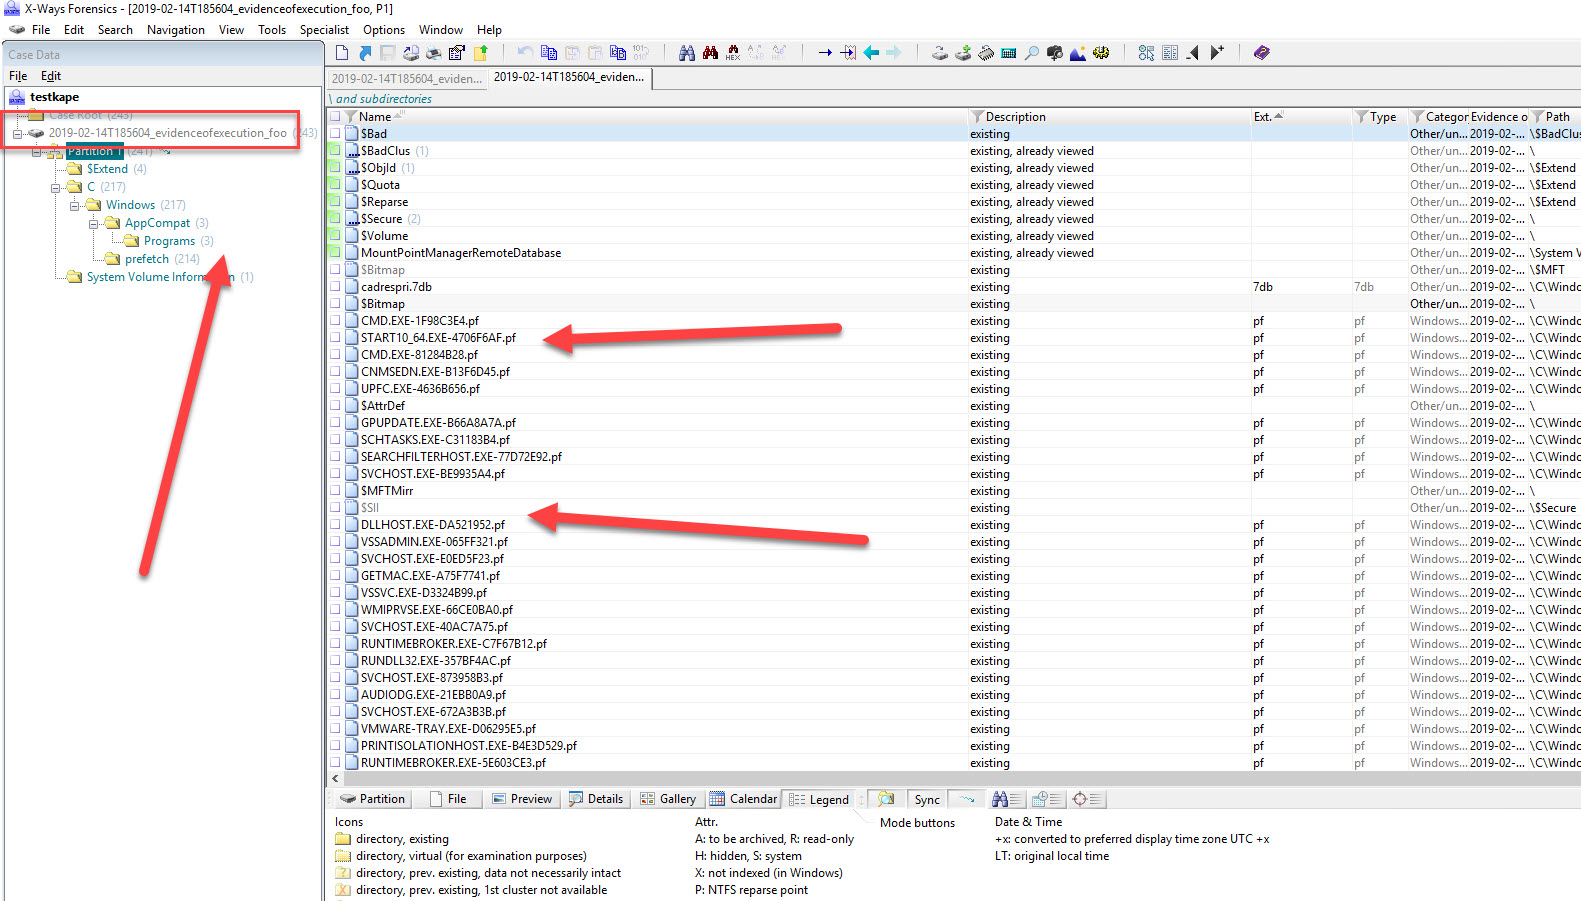 X-Ways Forensics - [2019-02-14T185604_evidenceofexecution_foo, P1]
File Edit Search Navigation View Tools Specialist Options Window Help
Case Data
File Edit
testkape
Case Root (243)
2019-02-14T185604_evidenceofexecution_foo (243)
Partition 1 (241)
$Extend (4)
C (217)
Windows (217)
AppCompat (3)
Programs (3)
prefetch (214)
System Volume Information (1)
2019-02-14T185604_eviden... 2019-02-14T185604_eviden...
\ and subdirectories
Name Description Ext. Type Categor Evidence o Path
$Bad existing Other/un... 2019-02-... \$BadClus
$BadClus (1) existing, already viewed Other/un... 2019-02-... \
$ObjId (1) existing, already viewed Other/un... 2019-02-... \$Extend
$Quota existing, already viewed Other/un... 2019-02-... \$Extend
$Reparse existing, already viewed Other/un... 2019-02-... \$Extend
$Secure (2) existing, already viewed Other/un... 2019-02-... \
$Volume existing, already viewed Other/un... 2019-02-... \
MountPointManagerRemoteDatabase existing, already viewed Other/un... 2019-02-... \System V
$Bitmap existing Other/un... 2019-02-... \$MFT
cadrespri.7db existing 7db 7db Other/un... 2019-02-... \C\Windo
$Bitmap existing Other/un... 2019-02-... \
CMD.EXE-1F98C3E4.pf existing pf pf Windows... 2019-02-... \C\Windo
START10_64.EXE-4706F6AF.pf existing pf pf Windows... 2019-02-... \C\Windo
CMD.EXE-81284B28.pf existing pf pf Windows... 2019-02-... \C\Windo
CNMSEDN.EXE-B13F6D45.pf existing pf pf Windows... 2019-02-... \C\Windo
UPFC.EXE-4636B656.pf existing pf pf Windows... 2019-02-... \C\Windo
$AttrDef existing Other/un... 2019-02-... \
GPUPDATE.EXE-B66A8A7A.pf existing pf pf Windows... 2019-02-... \C\Windo
SCHTASKS.EXE-C31183B4.pf existing pf pf Windows... 2019-02-... \C\Windo
SEARCHFILTERHOST.EXE-77D72E92.pf existing pf pf Windows... 2019-02-... \C\Windo
SVCHOST.EXE-BE9935A4.pf existing pf pf Windows... 2019-02-... \C\Windo
$MFTMirr existing Other/un... 2019-02-... \
$SII existing Other/un... 2019-02-... \$Secure
DLLHOST.EXE-DA521952.pf existing pf pf Windows... 2019-02-... \C\Windo
VSSADMIN.EXE-065FF321.pf existing pf pf Windows... 2019-02-... \C\Windo
SVCHOST.EXE-E0ED5F23.pf existing pf pf Windows... 2019-02-... \C\Windo
GETMAC.EXE-A75F7741.pf existing pf pf Windows... 2019-02-... \C\Windo
VSSVC.EXE-D3324B99.pf existing pf pf Windows... 2019-02-... \C\Windo
WMIPRVSE.EXE-66CE0BA0.pf existing pf pf Windows... 2019-02-... \C\Windo
SVCHOST.EXE-40AC7A75.pf existing pf pf Windows... 2019-02-... \C\Windo
RUNTIMEBROKER.EXE-C7F67B12.pf existing pf pf Windows... 2019-02-... \C\Windo
RUNDLL32.EXE-357BF4AC.pf existing pf pf Windows... 2019-02-... \C\Windo
SVCHOST.EXE-873958B3.pf existing pf pf Windows... 2019-02-... \C\Windo
AUDIODG.EXE-21EBB0A9.pf existing pf pf Windows... 2019-02-... \C\Windo
SVCHOST.EXE-672A3B3B.pf existing pf pf Windows... 2019-02-... \C\Windo
VMWARE-TRAY.EXE-D06295E5.pf existing pf pf Windows... 2019-02-... \C\Windo
PRINTISOLATIONHOST.EXE-B4E3D529.pf existing pf pf Windows... 2019-02-... \C\Windo
RUNTIMEBROKER.EXE-5E603CE3.pf existing pf pf Windows... 2019-02-... \C\Windo
Partition File Preview Details Gallery Calendar Legend Sync
Icons Attr. Mode buttons Date & Time
directory, existing A: to be archived, R: read-only +x: converted to preferred display time zone UTC +x
directory, virtual (for examination purposes) H: hidden, S: system LT: original local time
directory, prev. existing, data not necessarily intact X: not indexed (in Windows)
directory, prev. existing, 1st cluster not available P: NTFS reparse point